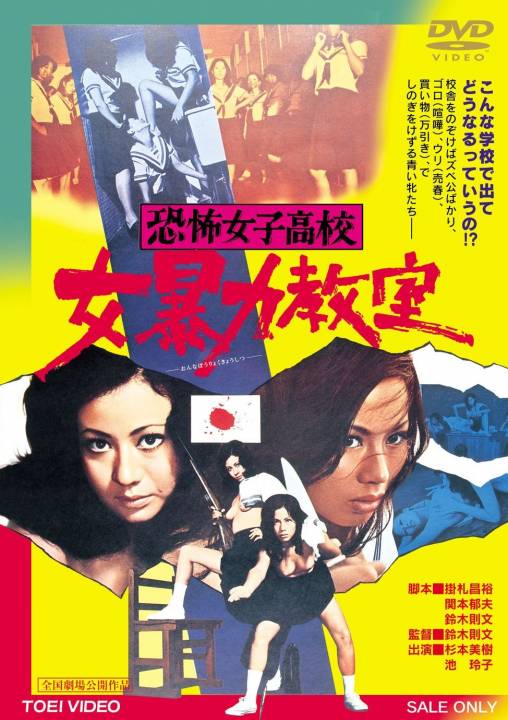 DVD
VIDEO
こんな学校で出て
どうなるっていうの!?
校舎をのぞけばズベ公ばかり、
ゴロ(喧嘩)、ウリ(売春)、
買い物(万引き)、で
しのぎをけずる青い牝たち——
恐怖女子高校
女暴力教室
——おんなぼうりょくきょうしつ——
脚本■掛札昌裕
関本郁夫
鈴木則文
監督■鈴木則文
出演■杉本美樹
池 玲子
全国劇場公開作品
TOEI VIDEO
SALE ONLY